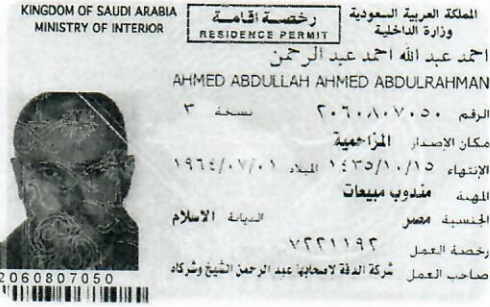 KINGDOM OF SAUDI ARABIA
MINISTRY OF INTERIOR
رخصة اقامة
RESIDENCE PERMIT
المملكة العربية السعودية
وزارة الداخلية
احمد عبد الله احمد عبد الرحمن
AHMED ABDULLAH AHMED ABDULRAHMAN
الرقم ٢٠٦٠٨٠٧٠٥٠ نسخة ٣
مكان الإصدار المزاحمية
الإنتهاء ١٤٣٥/١٠/١٥ الميلاد ١٩٦٤/٠٧/٠١
المهنة مندوب مبيعات
الجنسية مصر الديانة الاسلام
رخصة العمل ٧٢٢١١٩٢
صاحب العمل شركة الدفة لاصحابها عبد الرحمن الشيخ وشركاه
2060807050